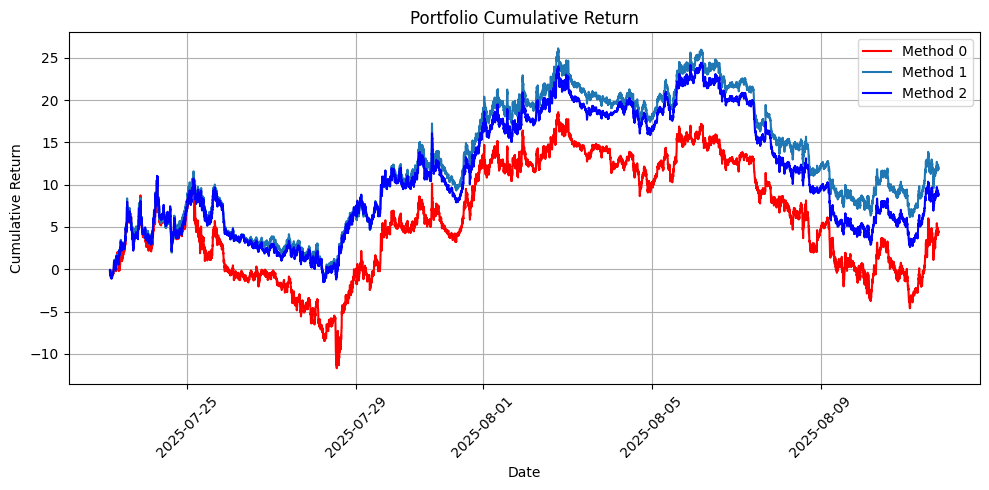 Portfolio Cumulative Return
Method 0
Method 1
Method 2
Cumulative Return
25
20
15
10
5
0
−5
−10
2025-07-25
2025-07-29
2025-08-01
2025-08-05
2025-08-09
Date